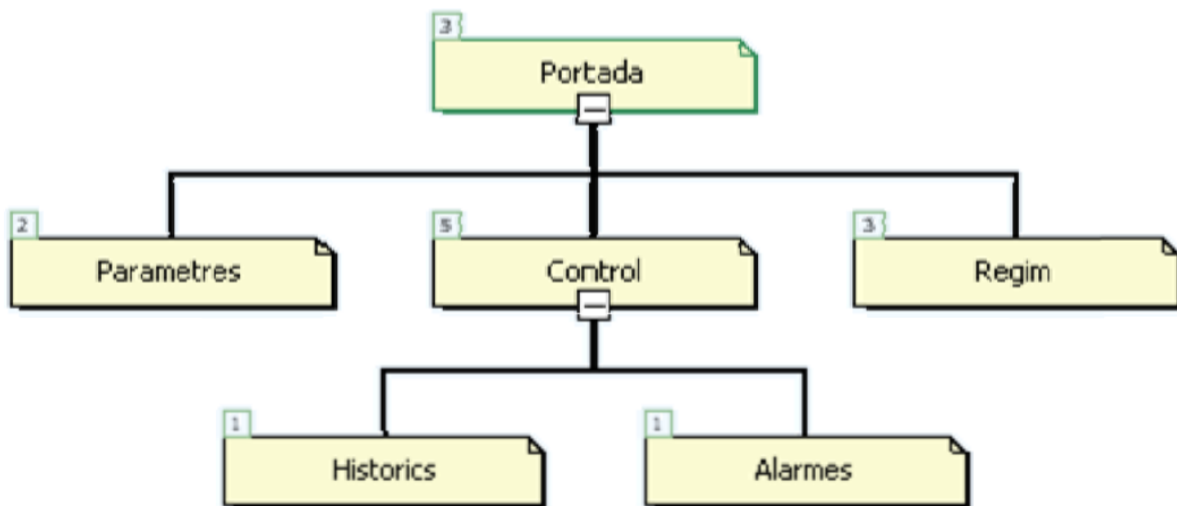 3
Portada
2
Parametres
5
Control
3
Regim
1
Historics
1
Alarmes